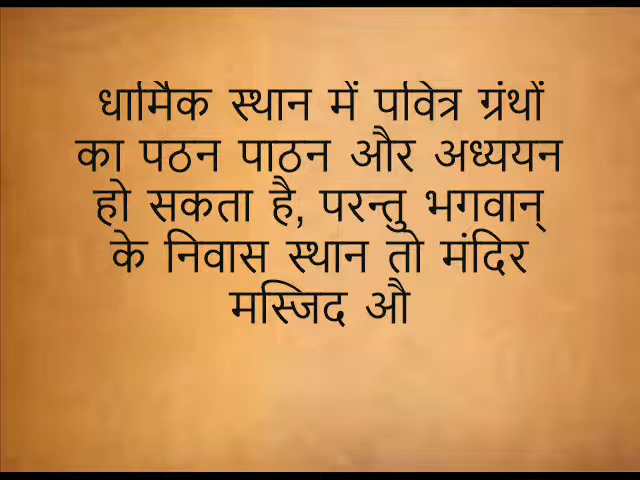 धार्मिक स्थान में पवित्र ग्रंथों
का पठन पाठन और अध्ययन
हो सकता है, परन्तु भगवान्
के निवास स्थान तो मंदिर
मस्जिद औ